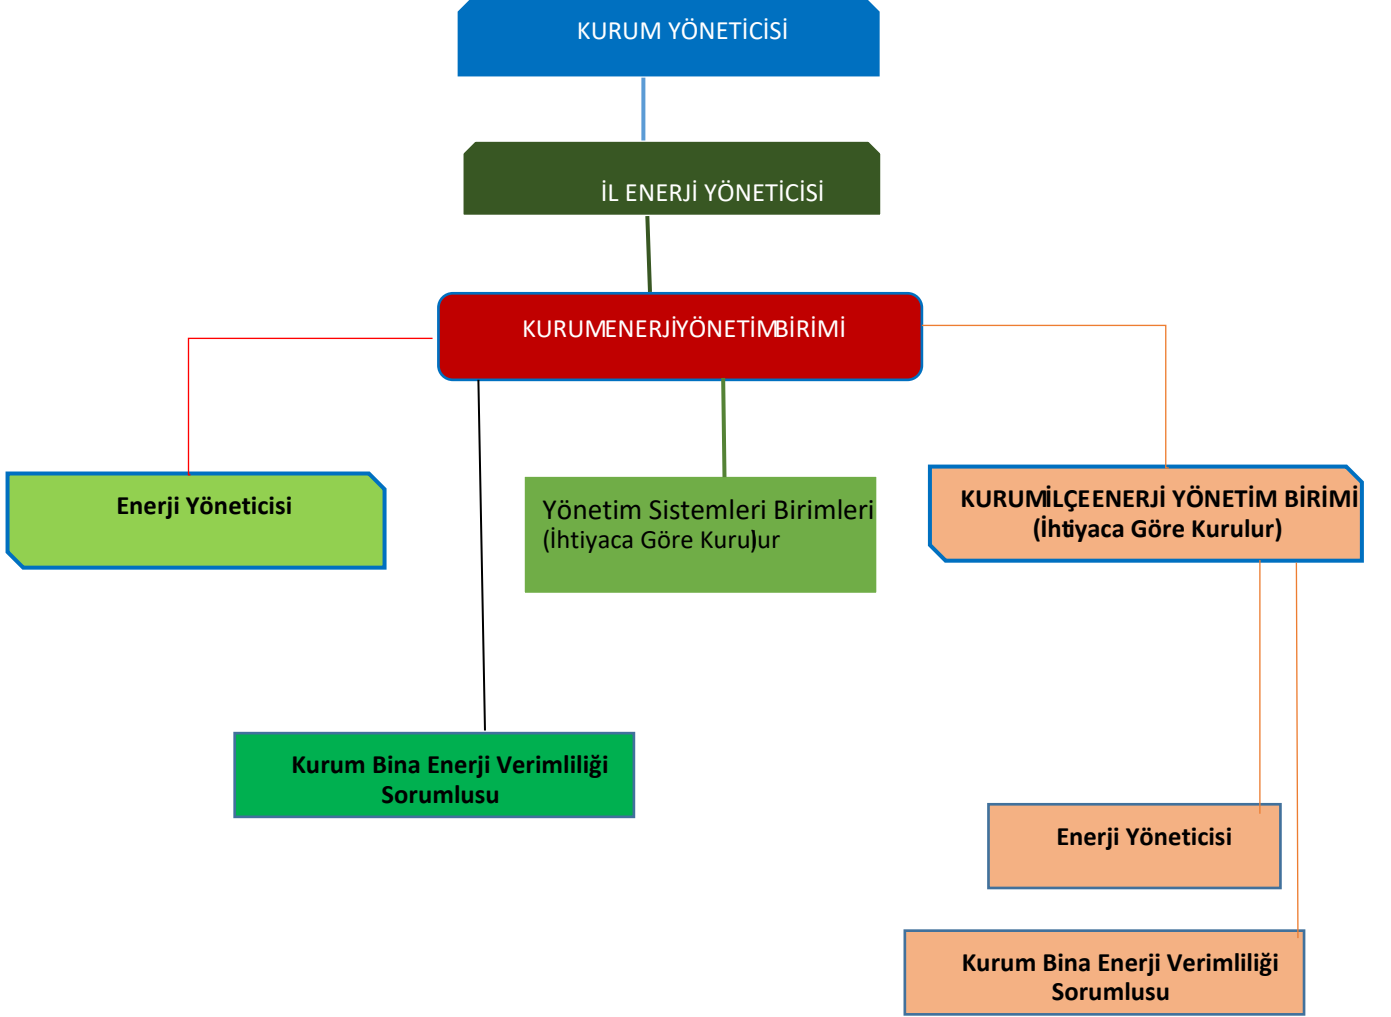 KURUM YÖNETİCİSİ
İL ENERJİ YÖNETİCİSİ
KURUMENERJİYÖNETİMBİRİMİ
Enerji Yöneticisi
Yönetim Sistemleri Birimleri
(İhtiyaca Göre Kurulur)
KURUMİLÇEENERJİ YÖNETİM BİRİMİ
(İhtiyaca Göre Kurulur)
Kurum Bina Enerji Verimliliği
Sorumlusu
Enerji Yöneticisi
Kurum Bina Enerji Verimliliği
Sorumlusu